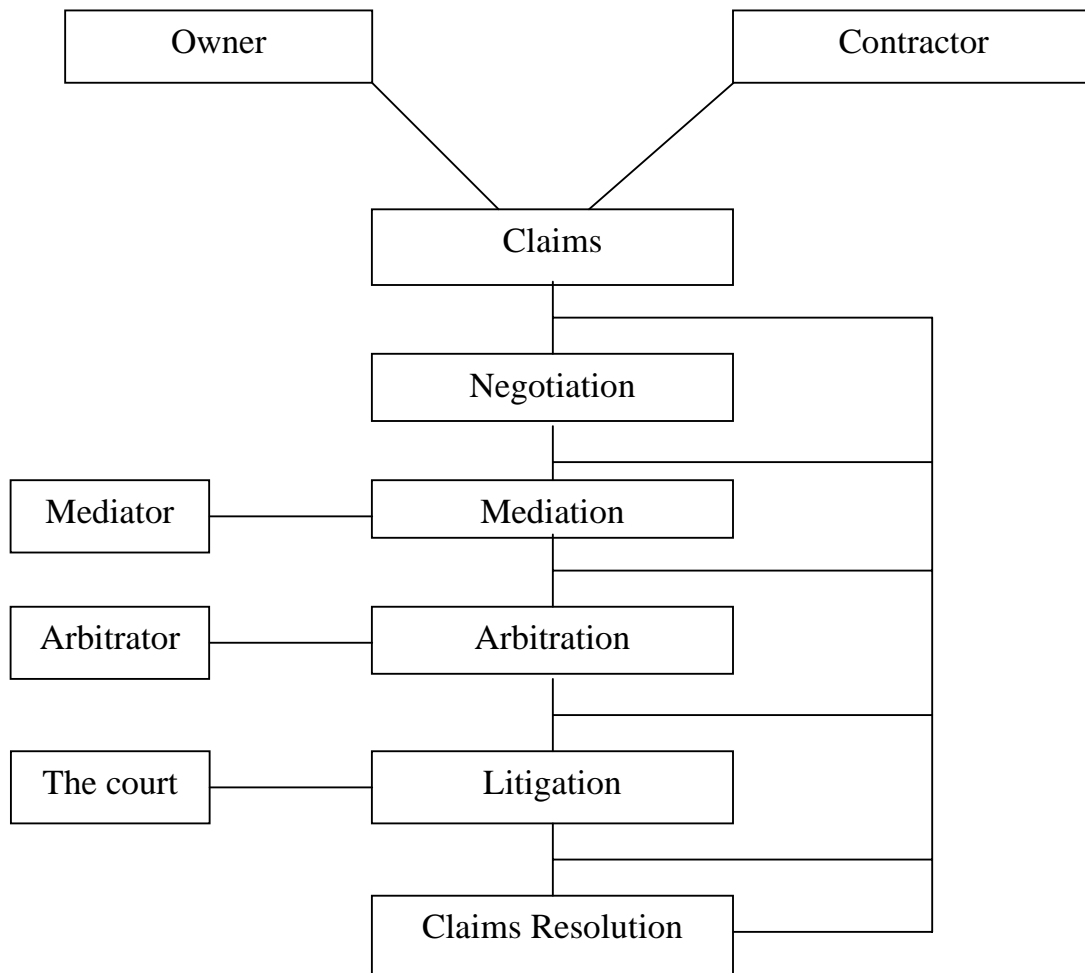 Owner
Contractor
Claims
Negotiation
Mediator
Mediation
Arbitrator
Arbitration
The court
Litigation
Claims Resolution